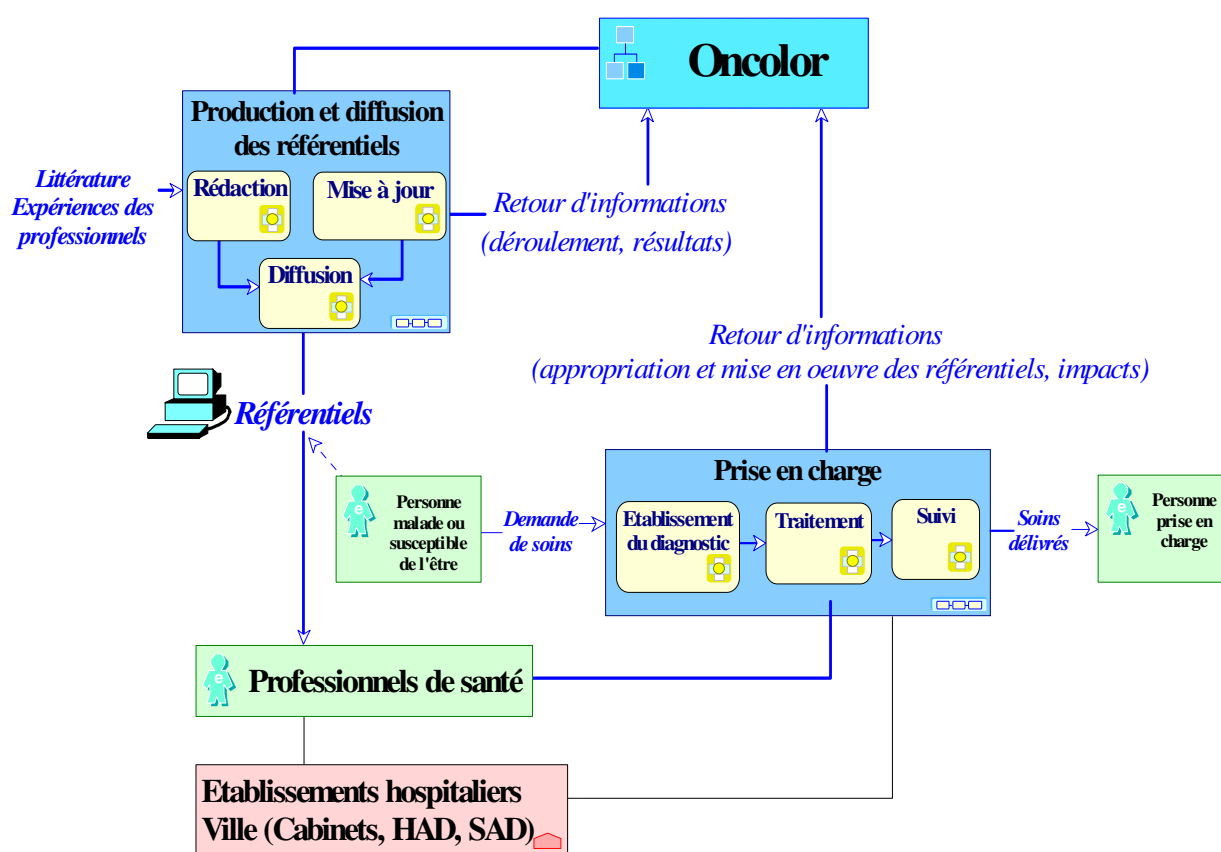 Oncolor
Production et diffusion
des référentiels
Littérature
Expériences des
professionnels
Rédaction
Mise à jour
Diffusion
Retour d'informations
(déroulement, résultats)
Retour d'informations
(appropriation et mise en oeuvre des référentiels, impacts)
Référentiels
Personne
malade ou
susceptible
de l'être
Demande
de soins
Prise en charge
Etablissement
du diagnostic
Traitement
Suivi
Soins
délivrés
Personne
prise en
charge
Professionnels de santé
Etablissements hospitaliers
Ville (Cabinets, HAD, SAD)
e
e
e